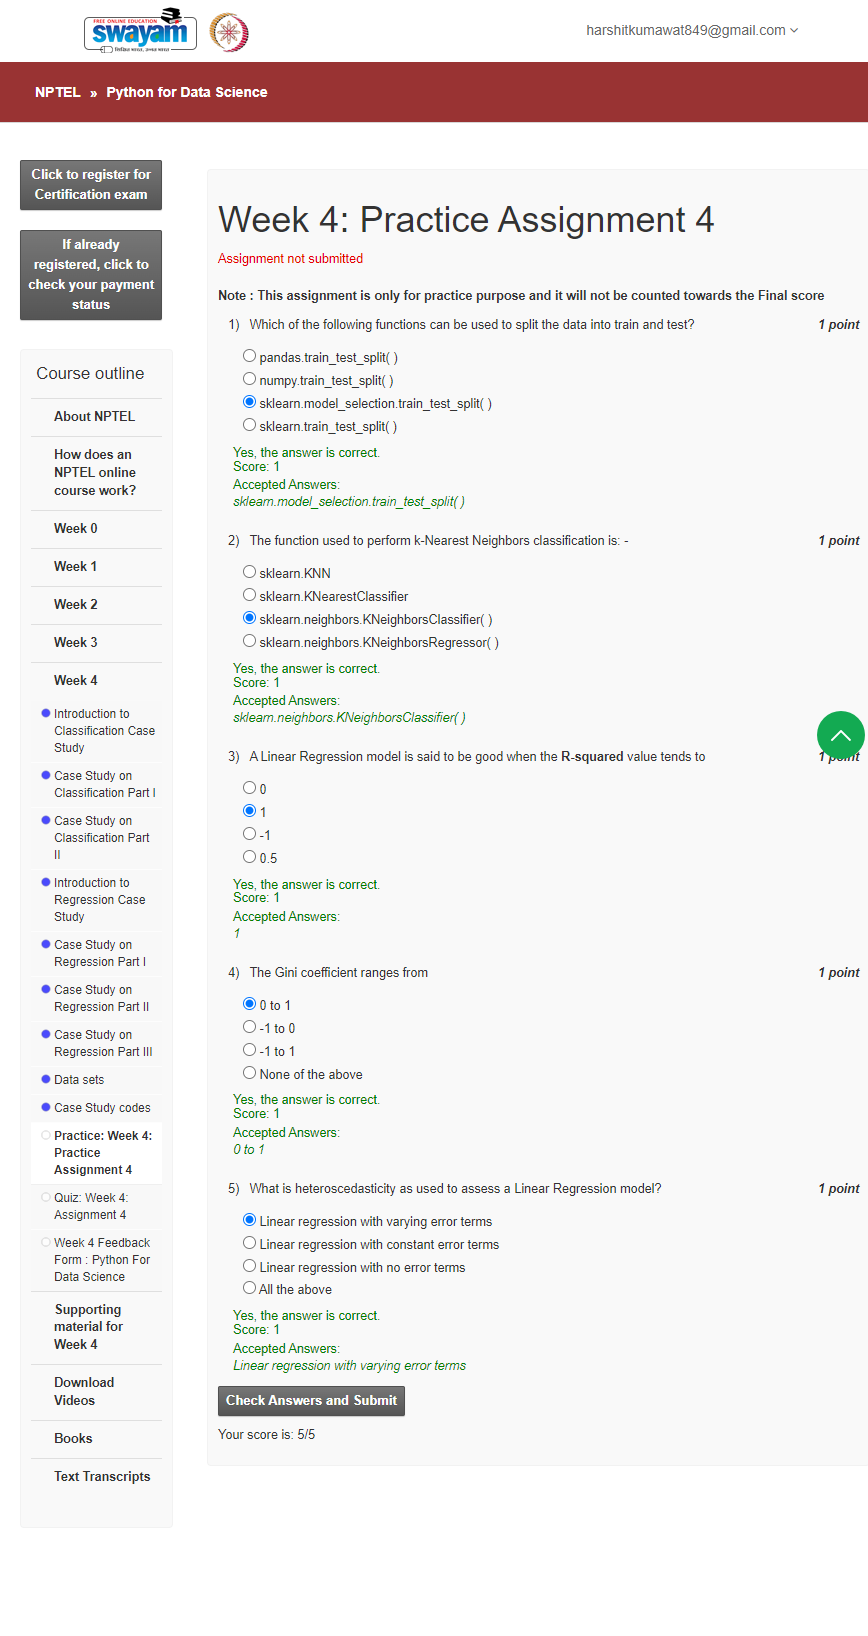 FREE ONLINE EDUCATION
swayam
शिक्षित भारत, उन्नत भारत
harshitkumawat849@gmail.com
NPTEL » Python for Data Science
Click to register for
Certification exam
If already
registered, click to
check your payment
status
Course outline
About NPTEL
How does an
NPTEL online
course work?
Week 0
Week 1
Week 2
Week 3
Week 4
Introduction to
Classification Case
Study
Case Study on
Classification Part I
Case Study on
Classification Part
II
Introduction to
Regression Case
Study
Case Study on
Regression Part I
Case Study on
Regression Part II
Case Study on
Regression Part III
Data sets
Case Study codes
Practice: Week 4:
Practice
Assignment 4
Quiz: Week 4:
Assignment 4
Week 4 Feedback
Form : Python For
Data Science
Supporting
material for
Week 4
Download
Videos
Books
Text Transcripts
Week 4: Practice Assignment 4
Assignment not submitted
Note : This assignment is only for practice purpose and it will not be counted towards the Final score
1) Which of the following functions can be used to split the data into train and test? 1 point
pandas.train_test_split( )
numpy.train_test_split( )
sklearn.model_selection.train_test_split( )
sklearn.train_test_split( )
Yes, the answer is correct.
Score: 1
Accepted Answers:
sklearn.model_selection.train_test_split( )
2) The function used to perform k-Nearest Neighbors classification is: - 1 point
sklearn.KNN
sklearn.KNearestClassifier
sklearn.neighbors.KNeighborsClassifier( )
sklearn.neighbors.KNeighborsRegressor( )
Yes, the answer is correct.
Score: 1
Accepted Answers:
sklearn.neighbors.KNeighborsClassifier( )
3) A Linear Regression model is said to be good when the R-squared value tends to 1 point
0
1
-1
0.5
Yes, the answer is correct.
Score: 1
Accepted Answers:
1
4) The Gini coefficient ranges from 1 point
0 to 1
-1 to 0
-1 to 1
None of the above
Yes, the answer is correct.
Score: 1
Accepted Answers:
0 to 1
5) What is heteroscedasticity as used to assess a Linear Regression model? 1 point
Linear regression with varying error terms
Linear regression with constant error terms
Linear regression with no error terms
All the above
Yes, the answer is correct.
Score: 1
Accepted Answers:
Linear regression with varying error terms
Check Answers and Submit
Your score is: 5/5